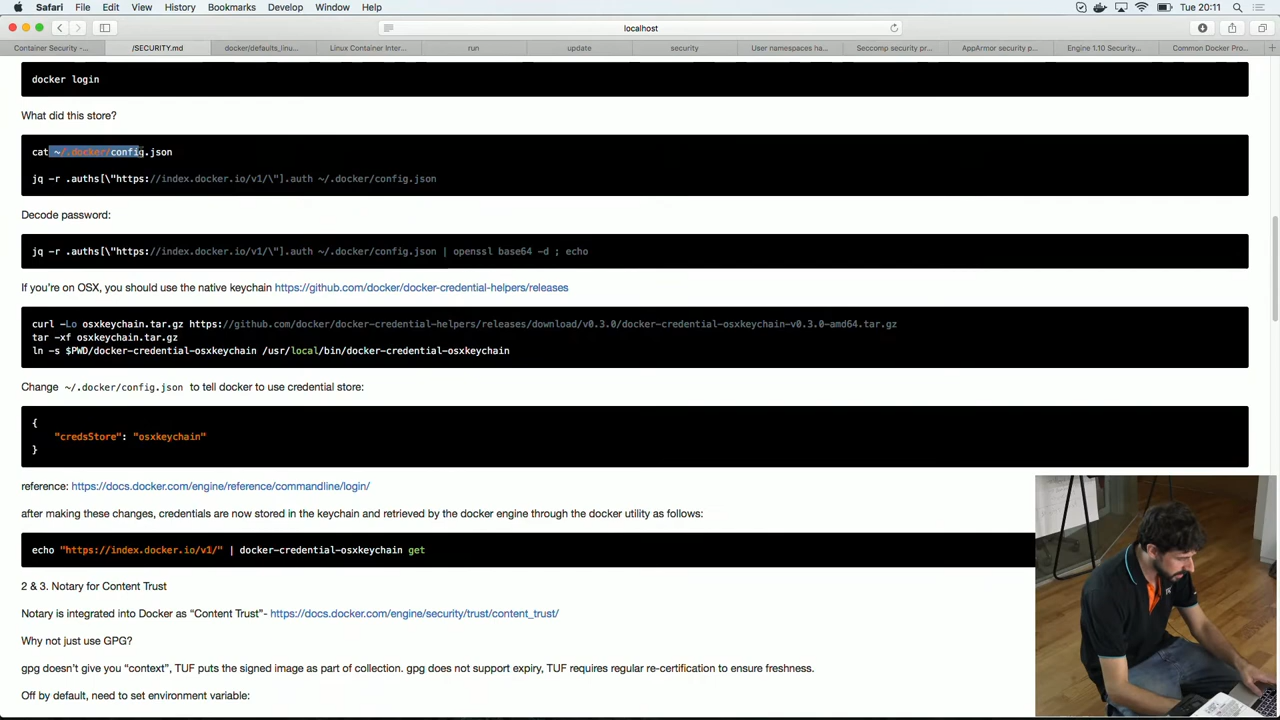 Safari File Edit View History Bookmarks Develop Window Help Tue 20:11
localhost
Container Security -... /SECURITY.md docker/defaults_linu... Linux Container Inter... run update security User namespaces ha... Seccomp security pr... AppArmor security p... Engine 1.10 Security... Common Docker Pro...
docker login
What did this store?
cat ~/.docker/config.json
jq -r .auths[\"https://index.docker.io/v1/\"].auth ~/.docker/config.json
Decode password:
jq -r .auths[\"https://index.docker.io/v1/\"].auth ~/.docker/config.json | openssl base64 -d ; echo
If you're on OSX, you should use the native keychain https://github.com/docker/docker-credential-helpers/releases
curl -Lo osxkeychain.tar.gz https://github.com/docker/docker-credential-helpers/releases/download/v0.3.0/docker-credential-osxkeychain-v0.3.0-amd64.tar.gz
tar -xf osxkeychain.tar.gz
ln -s $PWD/docker-credential-osxkeychain /usr/local/bin/docker-credential-osxkeychain
Change ~/.docker/config.json to tell docker to use credential store:
{
"credsStore": "osxkeychain"
}
reference: https://docs.docker.com/engine/reference/commandline/login/
after making these changes, credentials are now stored in the keychain and retrieved by the docker engine through the docker utility as follows:
echo "https://index.docker.io/v1/" | docker-credential-osxkeychain get
2 & 3. Notary for Content Trust
Notary is integrated into Docker as “Content Trust”- https://docs.docker.com/engine/security/trust/content_trust/
Why not just use GPG?
gpg doesn't give you “context”, TUF puts the signed image as part of collection. gpg does not support expiry, TUF requires regular re-certification to ensure freshness.
Off by default, need to set environment variable: